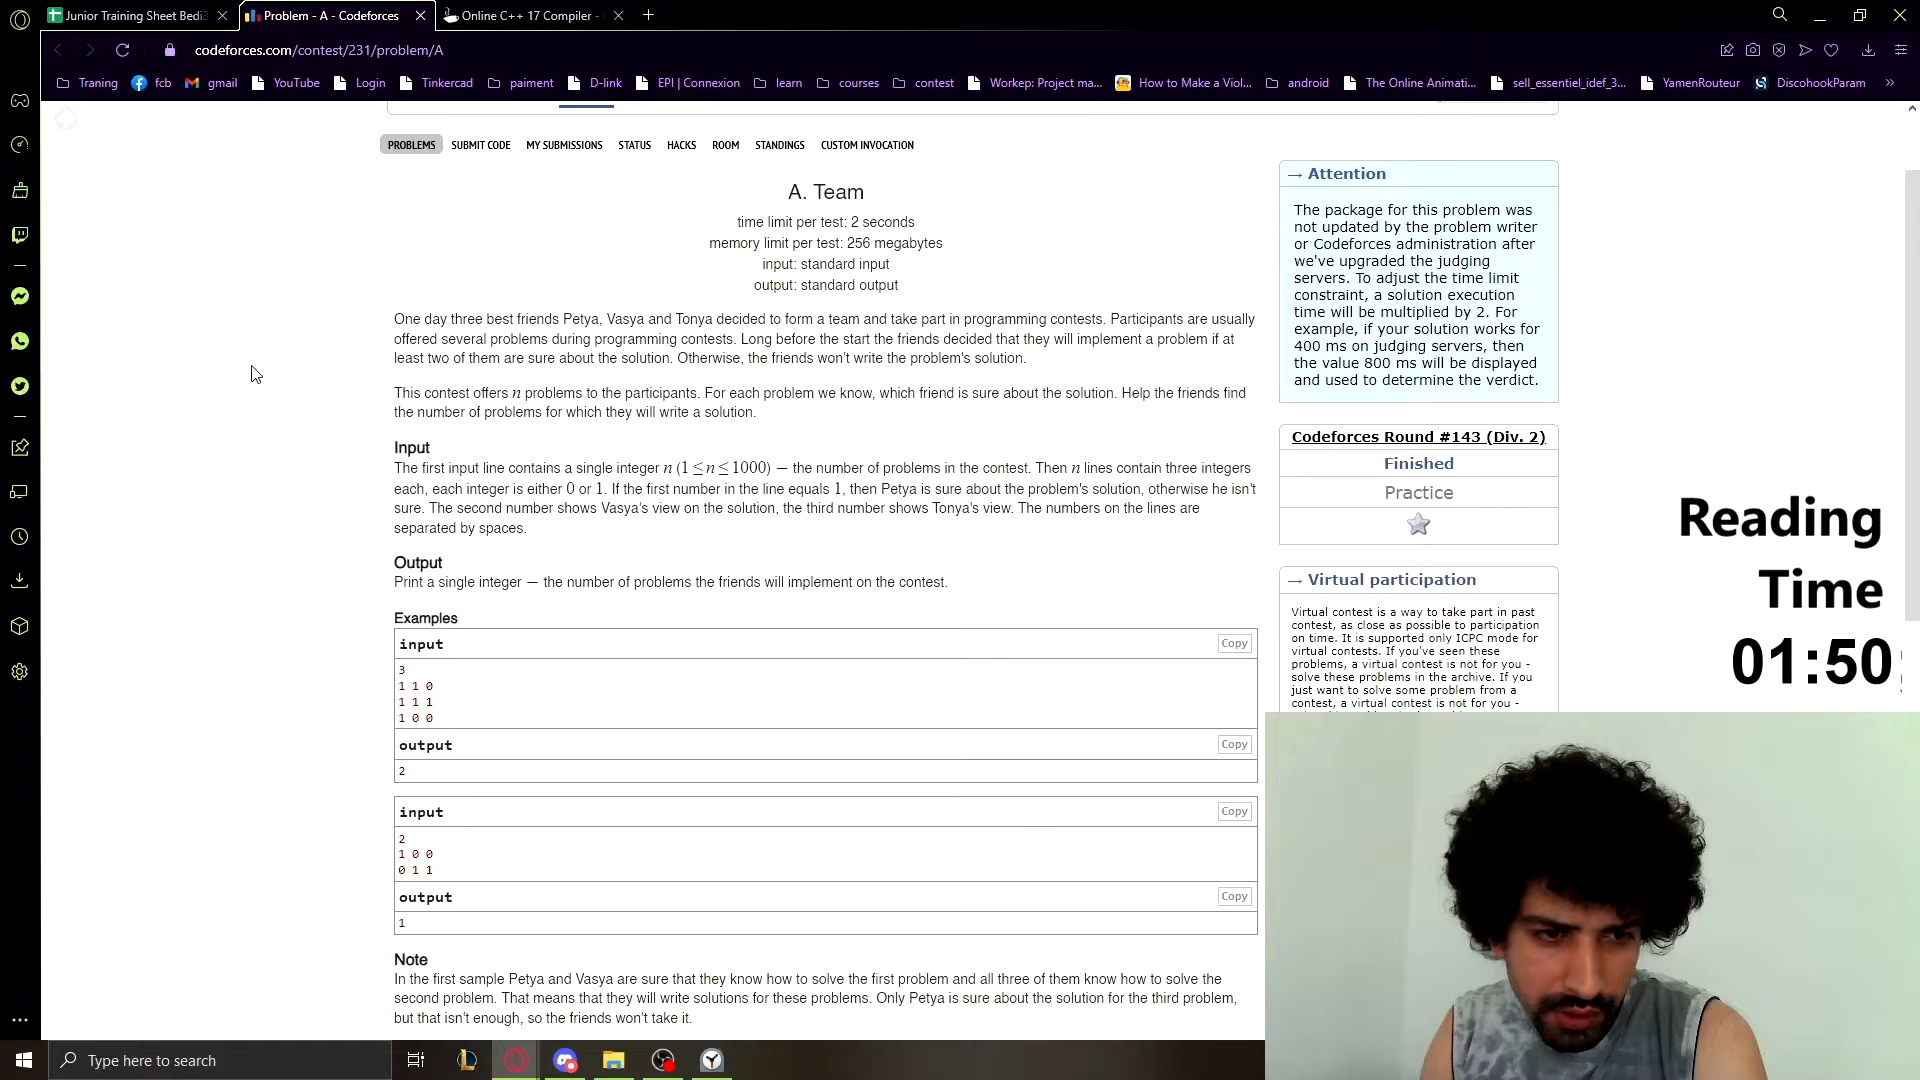 Junior Training Sheet Bedi3
Problem - A - Codeforces
Online C++ 17 Compiler -
codeforces.com/contest/231/problem/A
Traning
fcb
gmail
YouTube
Login
Tinkercad
paiment
D-link
EPI | Connexion
learn
courses
contest
Workep: Project ma...
How to Make a Viol...
android
The Online Animati...
sell_essentiel_idef_3...
YamenRouteur
DiscohookParam
PROBLEMS SUBMIT CODE MY SUBMISSIONS STATUS HACKS ROOM STANDINGS CUSTOM INVOCATION
A. Team
time limit per test: 2 seconds
memory limit per test: 256 megabytes
input: standard input
output: standard output
One day three best friends Petya, Vasya and Tonya decided to form a team and take part in programming contests. Participants are usually
offered several problems during programming contests. Long before the start the friends decided that they will implement a problem if at
least two of them are sure about the solution. Otherwise, the friends won't write the problem's solution.
This contest offers n problems to the participants. For each problem we know, which friend is sure about the solution. Help the friends find
the number of problems for which they will write a solution.
Input
The first input line contains a single integer n (1 ≤ n ≤ 1000) — the number of problems in the contest. Then n lines contain three integers
each, each integer is either 0 or 1. If the first number in the line equals 1, then Petya is sure about the problem's solution, otherwise he isn't
sure. The second number shows Vasya's view on the solution, the third number shows Tonya's view. The numbers on the lines are
separated by spaces.
Output
Print a single integer — the number of problems the friends will implement on the contest.
Examples
input
Copy
3
1 1 0
1 1 1
1 0 0
output
Copy
2
input
Copy
2
1 0 0
0 1 1
output
Copy
1
Note
In the first sample Petya and Vasya are sure that they know how to solve the first problem and all three of them know how to solve the
second problem. That means that they will write solutions for these problems. Only Petya is sure about the solution for the third problem,
but that isn't enough, so the friends won't take it.
→ Attention
The package for this problem was
not updated by the problem writer
or Codeforces administration after
we've upgraded the judging
servers. To adjust the time limit
constraint, a solution execution
time will be multiplied by 2. For
example, if your solution works for
400 ms on judging servers, then
the value 800 ms will be displayed
and used to determine the verdict.
Codeforces Round #143 (Div. 2)
Finished
Practice
→ Virtual participation
Virtual contest is a way to take part in past
contest, as close as possible to participation
on time. It is supported only ICPC mode for
virtual contests. If you've seen these
problems, a virtual contest is not for you -
solve these problems in the archive. If you
just want to solve some problem from a
contest, a virtual contest is not for you -
Reading
Time
01:50
Type here to search